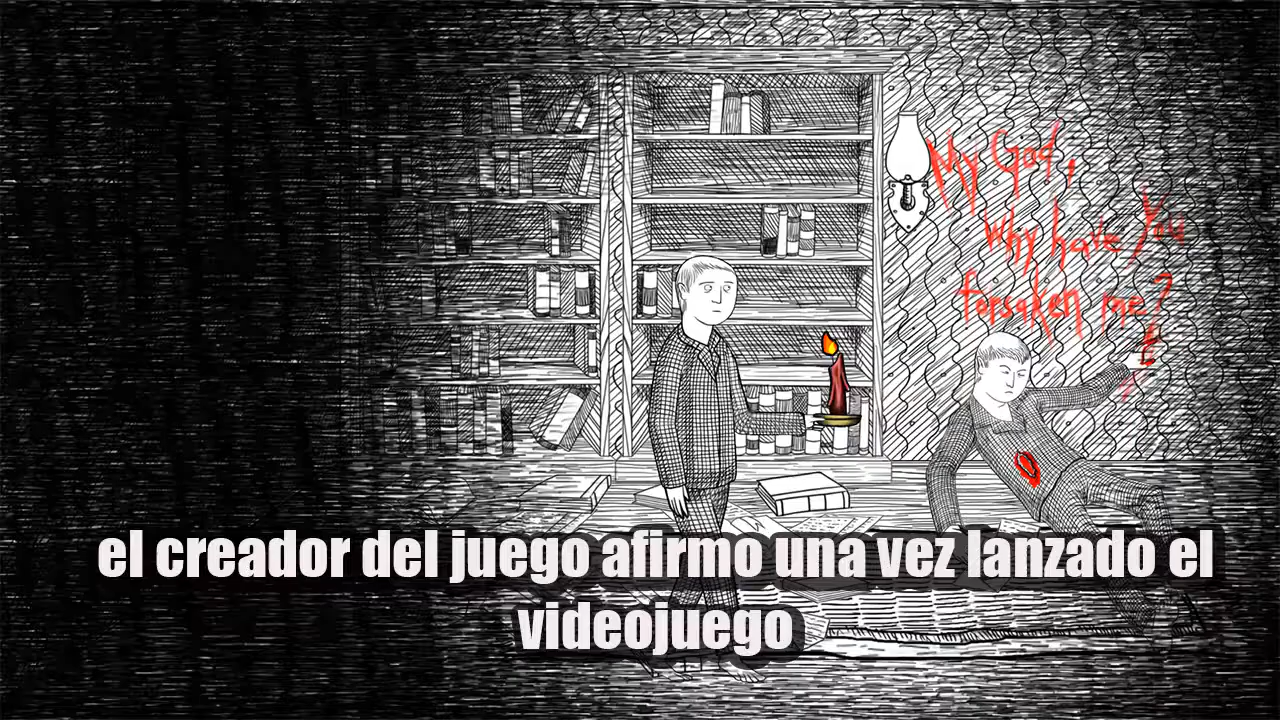 My God,
Why have You
forsaken me?
el creador del juego afirmo una vez lanzado el
videojuego